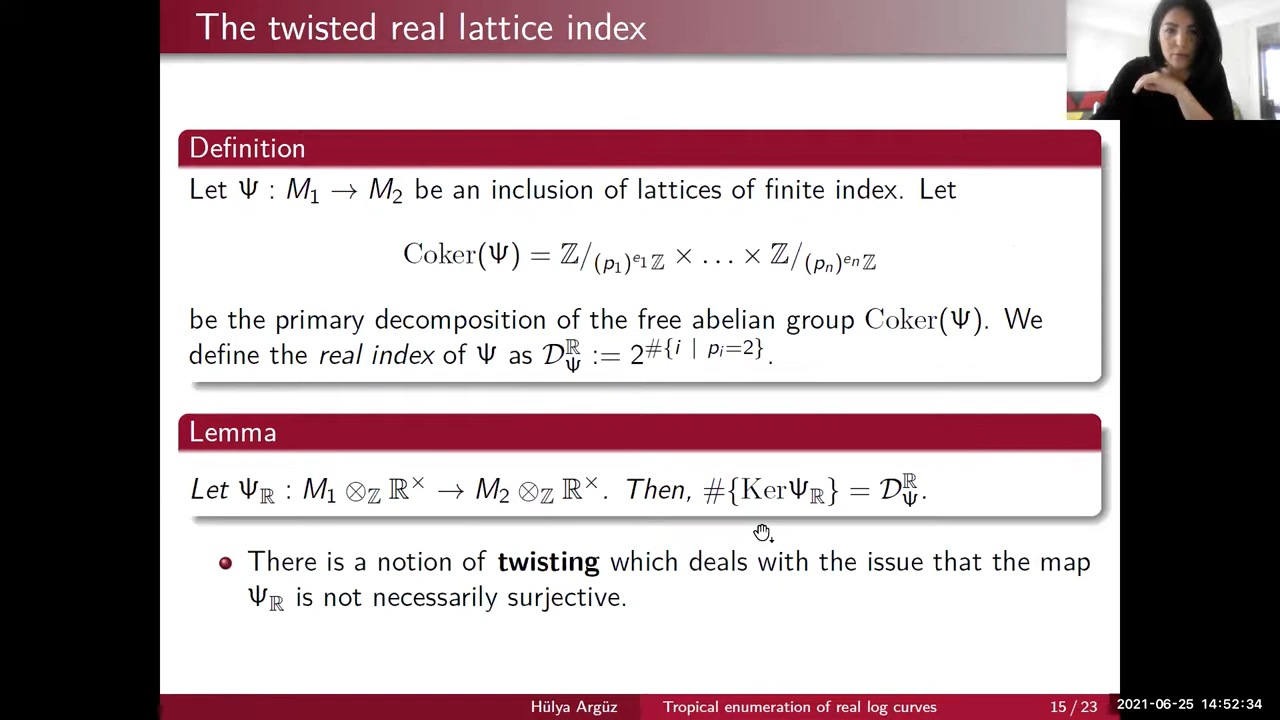 The twisted real lattice index
Definition
Let Ψ : M₁ → M₂ be an inclusion of lattices of finite index. Let
Coker(Ψ) = ℤ/(p₁)^{e₁}ℤ × … × ℤ/(pₙ)^{eₙ}ℤ
be the primary decomposition of the free abelian group Coker(Ψ). We
define the real index of Ψ as 𝒟^ℝ_Ψ := 2^{#{i | pᵢ=2}}.
Lemma
Let Ψ_ℝ : M₁ ⊗_ℤ ℝ^× → M₂ ⊗_ℤ ℝ^×. Then, #{KerΨ_ℝ} = 𝒟^ℝ_Ψ.
There is a notion of twisting which deals with the issue that the map
Ψ_ℝ is not necessarily surjective.
Hülya Argüz Tropical enumeration of real log curves 15 / 23
2021-06-25 14:52:34